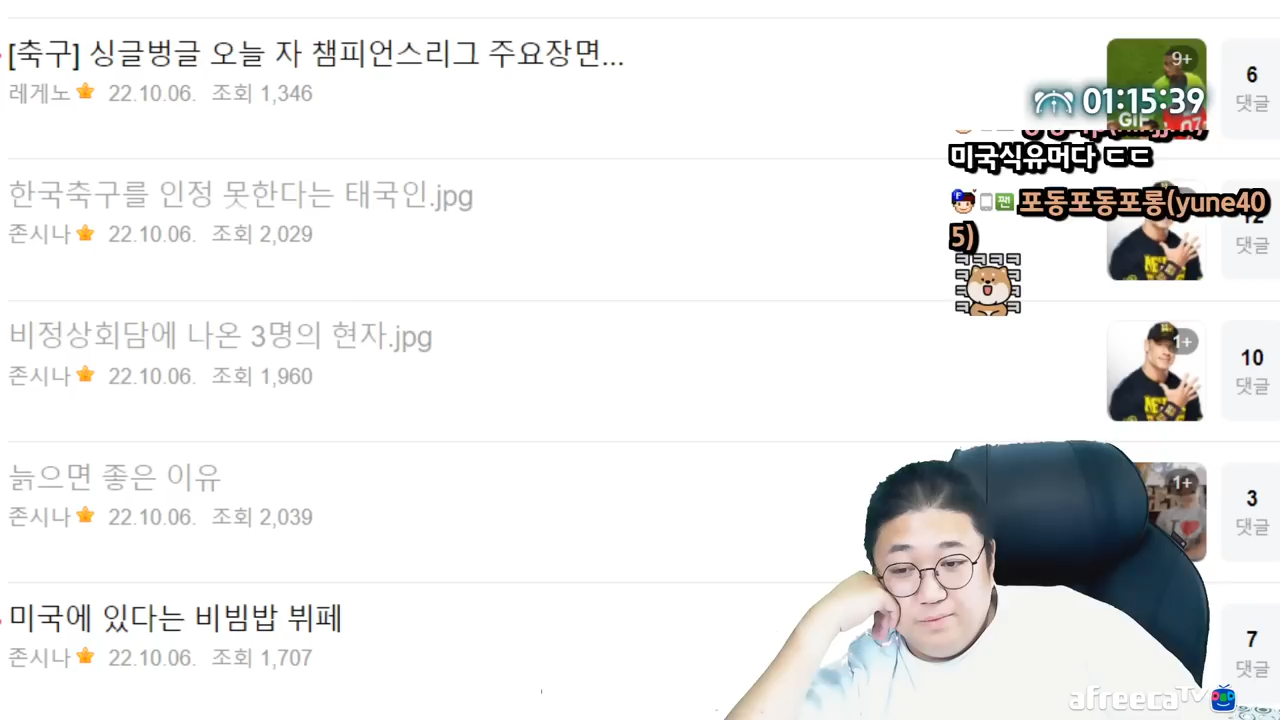 [축구] 싱글벙글 오늘 자 챔피언스리그 주요장면...
레게노 22.10.06. 조회 1,346
9+
GIF
6
댓글
01:15:39
미국식유머다 ㄷㄷ
한국축구를 인정 못한다는 태국인.jpg
존시나 22.10.06. 조회 2,029
12
댓글
F 팬 포동포동포롱(yune40
5)
ㅋㅋㅋㅋ
비정상회담에 나온 3명의 현자.jpg
존시나 22.10.06. 조회 1,960
1+
10
댓글
늙으면 좋은 이유
존시나 22.10.06. 조회 2,039
1+
3
댓글
미국에 있다는 비빔밥 뷔페
존시나 22.10.06. 조회 1,707
7
댓글
afreecaTV